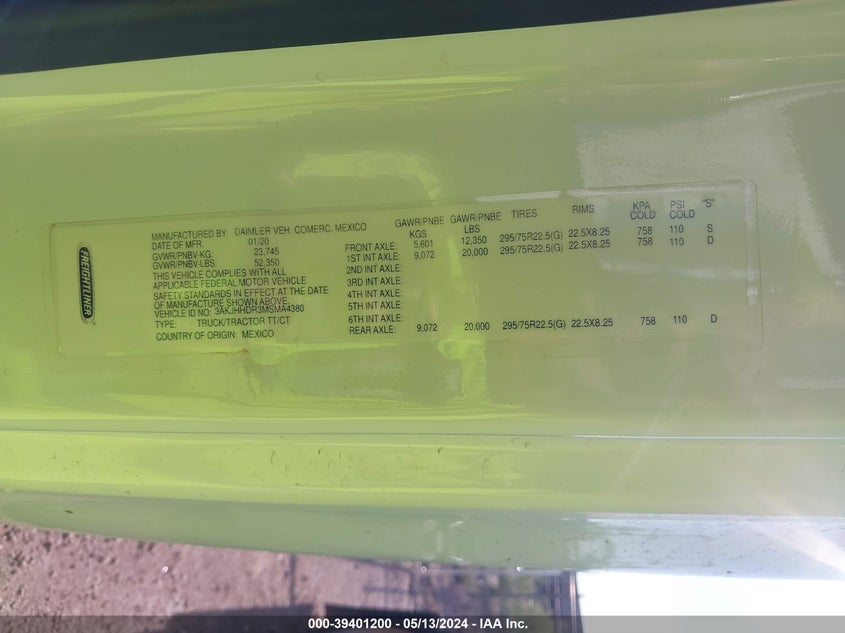 FREIGHTLINER
MANUFACTURED BY: DAIMLER VEH. COMERC. MEXICO
DATE OF MFR: 01/20
GVWR/PNBV-KG: 23,745
GVWR/PNBV-LBS: 52,350
THIS VEHICLE COMPLIES WITH ALL
APPLICABLE FEDERAL MOTOR VEHICLE
SAFETY STANDARDS IN EFFECT AT THE DATE
OF MANUFACTURE SHOWN ABOVE.
VEHICLE ID NO: 3AKJHHDR3MSMA4380
TYPE: TRUCK/TRACTOR TT/CT
COUNTRY OF ORIGIN: MEXICO
GAWR/PNBE GAWR/PNBE TIRES RIMS KPA PSI "S"
KGS LBS COLD COLD
FRONT AXLE: 5,601 12,350 295/75R22.5(G) 22.5X8.25 758 110 S
1ST INT AXLE: 9,072 20,000 295/75R22.5(G) 22.5X8.25 758 110 D
2ND INT AXLE:
3RD INT AXLE:
4TH INT AXLE:
5TH INT AXLE:
6TH INT AXLE:
REAR AXLE: 9,072 20,000 295/75R22.5(G) 22.5X8.25 758 110 D
000-39401200 - 05/13/2024 - IAA Inc.